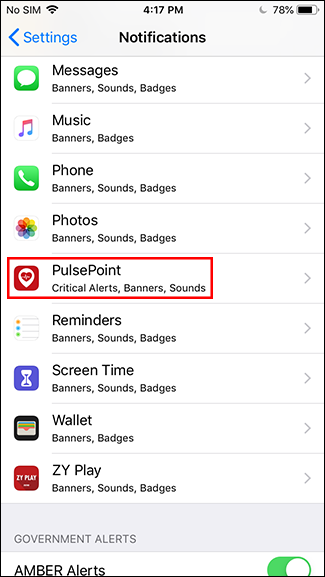 No SIM 4:17 PM 78%
Settings Notifications
Messages
Banners, Sounds, Badges
Music
Banners, Sounds, Badges
Phone
Banners, Sounds, Badges
Photos
Banners, Sounds, Badges
PulsePoint
Critical Alerts, Banners, Sounds
Reminders
Banners, Sounds, Badges
Screen Time
Banners, Badges
Wallet
Banners, Badges
ZY PLAY
ZY Play
Banners, Sounds, Badges
GOVERNMENT ALERTS
AMBER Alerts